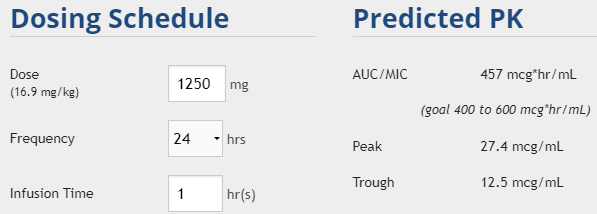 Dosing Schedule
Dose
(16.9 mg/kg)
1250 mg
Frequency
24 hrs
Infusion Time
1 hr(s)
Predicted PK
AUC/MIC 457 mcg*hr/mL
(goal 400 to 600 mcg*hr/mL)
Peak 27.4 mcg/mL
Trough 12.5 mcg/mL